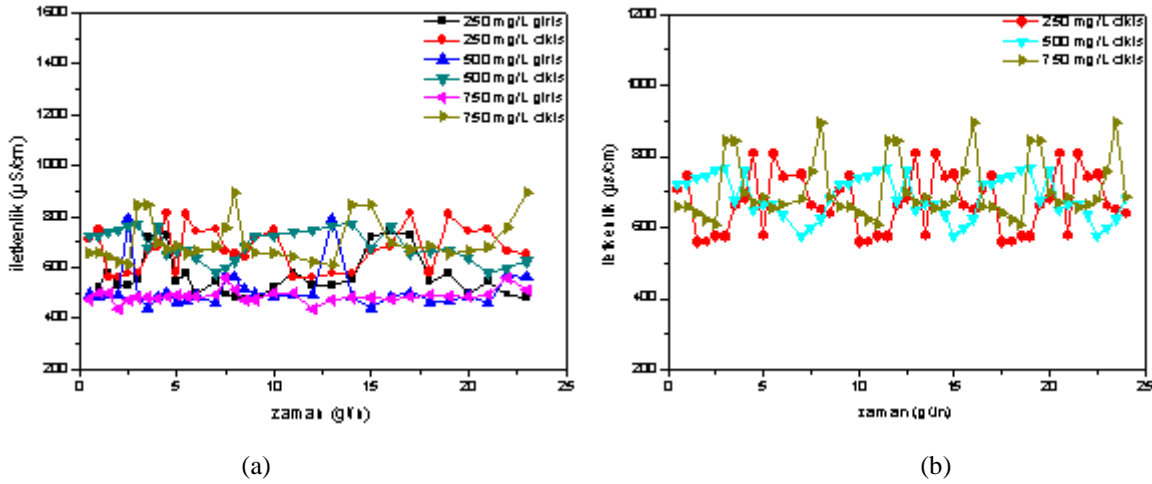 1600
1400
1200
1000
800
600
400
200
0
5
10
15
20
25
iletkenlik (µS/cm)
zaman (gün)
250 mg/L giris
250 mg/L cikis
500 mg/L giris
500 mg/L cikis
750 mg/L giris
750 mg/L cikis
(a)
1200
1000
800
600
400
200
0
5
10
15
20
25
iletkenlik (µs/cm)
zaman (gün)
250 mg/L cikis
500 mg/L cikis
750 mg/L cikis
(b)